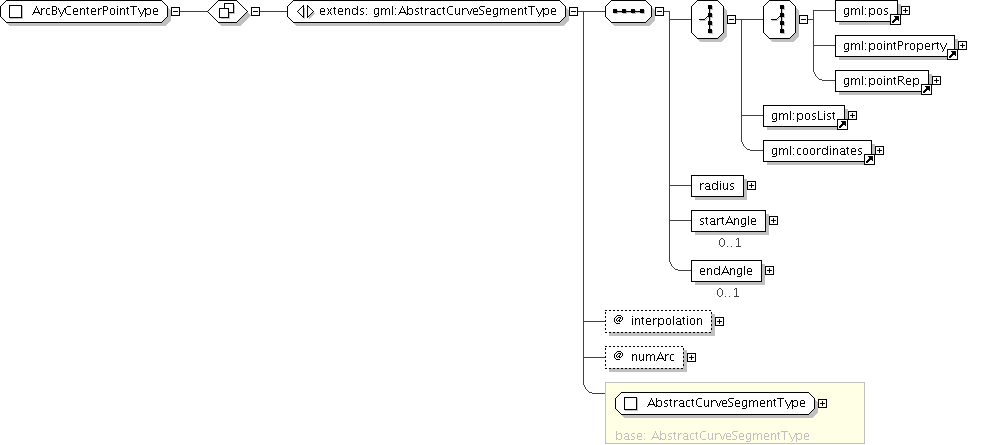 ArcByCenterPointType
extends: gml:AbstractCurveSegmentType
gml:pos
gml:pointProperty
gml:pointRep
gml:posList
gml:coordinates
radius
startAngle
0..1
endAngle
0..1
@ interpolation
@ numArc
AbstractCurveSegmentType
base: AbstractCurveSegmentType